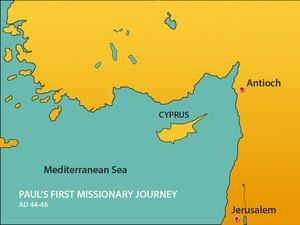 Antioch
CYPRUS
Mediterranean Sea
PAUL'S FIRST MISSIONARY JOURNEY
AD 44-46
Jerusalem